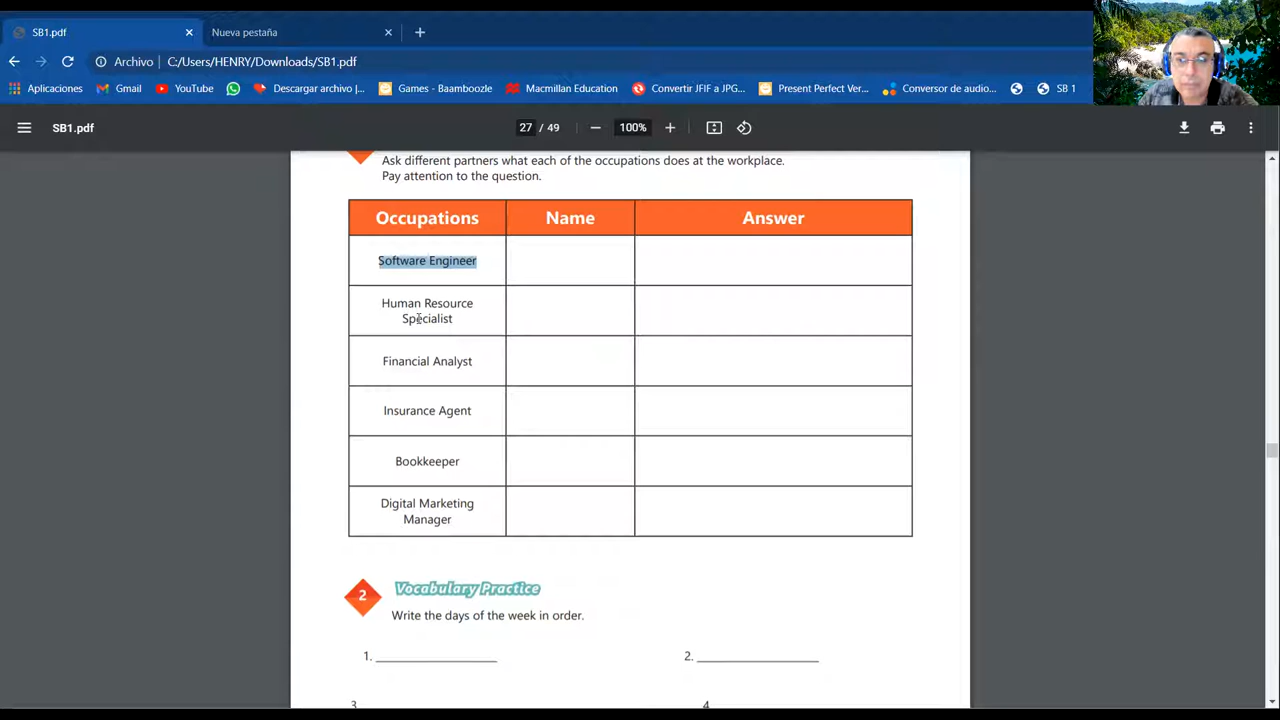 SB1.pdf
Nueva pestaña
Archivo
C:/Users/HENRY/Downloads/SB1.pdf
Aplicaciones
Gmail
YouTube
Descargar archivo |...
Games - Baamboozle
Macmillan Education
Convertir JFIF a JPG...
Present Perfect Ver...
Conversor de audio...
SB 1
SB1.pdf
27 / 49
100%
Ask different partners what each of the occupations does at the workplace.
Pay attention to the question.
Occupations Name Answer
Software Engineer
Human Resource
Specialist
Financial Analyst
Insurance Agent
Bookkeeper
Digital Marketing
Manager
2
Vocabulary Practice
Write the days of the week in order.
1. 2.
3. 4.